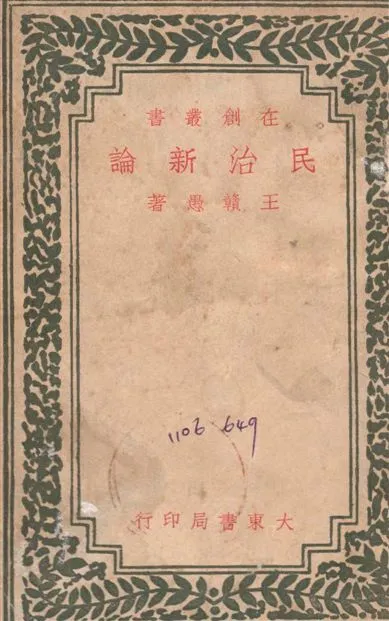 在創叢書
民治新論
王贛愚著
1106 649
大東書局印行